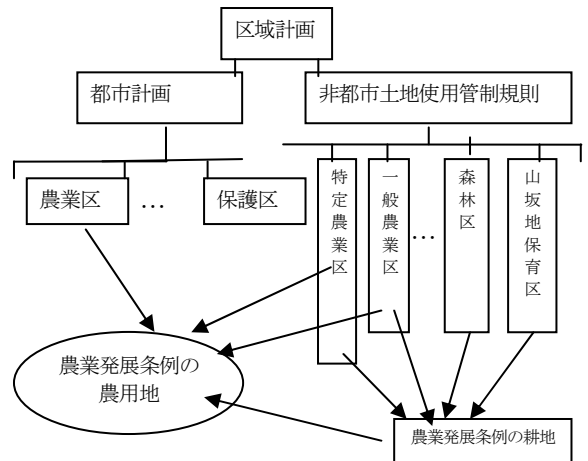 区域計画
都市計画
非都市土地使用管制規則
農業区
…
保護区
特定農業区
一般農業区
…
森林区
山坂地保育区
農業発展条例の
農用地
農業発展条例の耕地